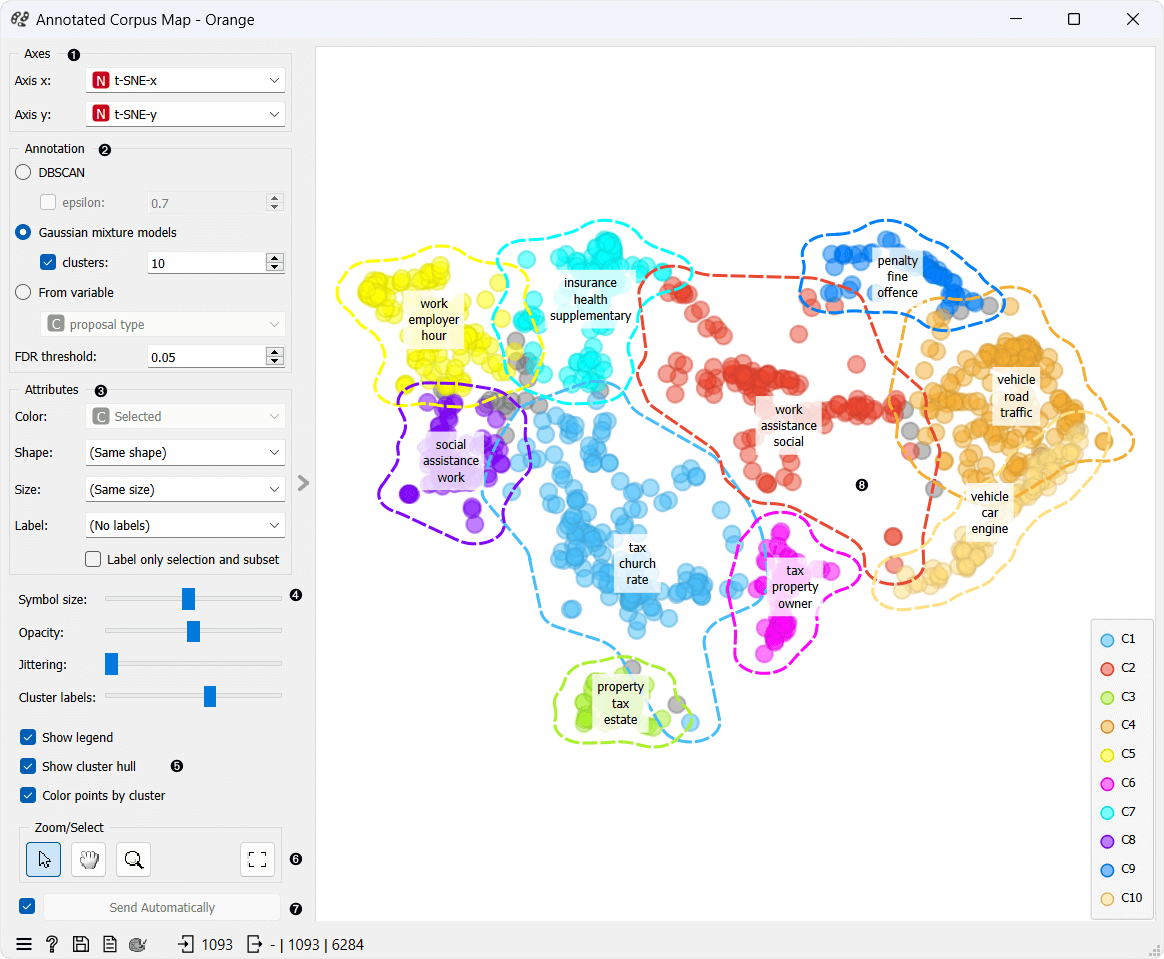 Annotated Corpus Map - Orange
Axes ❶
Axis x: N t-SNE-x
Axis y: N t-SNE-y
Annotation ❷
DBSCAN
epsilon: 0.7
Gaussian mixture models
clusters: 10
From variable
C proposal type
FDR threshold: 0.05
Attributes ❸
Color: C Selected
Shape: (Same shape)
Size: (Same size)
Label: (No labels)
Label only selection and subset
Symbol size: ❹
Opacity:
Jittering:
Cluster labels:
Show legend
Show cluster hull ❺
Color points by cluster
Zoom/Select
❻
Send Automatically ❼
1093 - | 1093 | 6284
penalty
fine
offence
insurance
health
supplementary
work
employer
hour
vehicle
road
traffic
work
assistance
social
social
assistance
work
❽
vehicle
car
engine
tax
church
rate
tax
property
owner
property
tax
estate
C1
C2
C3
C4
C5
C6
C7
C8
C9
C10